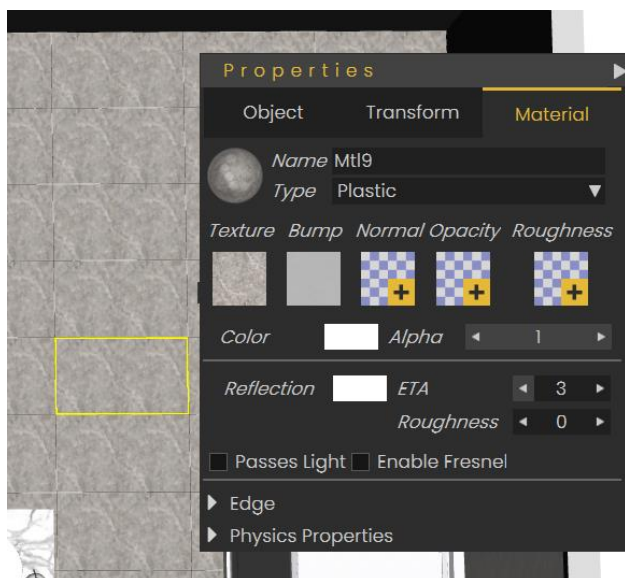 Properties
Object Transform Material
Name Mtl9
Type Plastic
Texture Bump Normal Opacity Roughness
Color Alpha 1
Reflection ETA 3
Roughness 0
Passes Light Enable Fresnel
Edge
Physics Properties